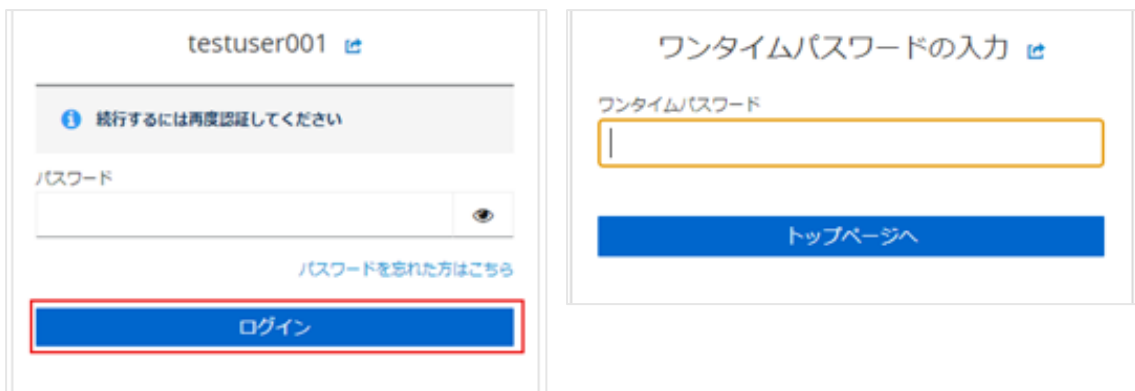 testuser001
続行するには再度認証してください
パスワード
パスワードを忘れた方はこちら
ログイン
ワンタイムパスワードの入力
ワンタイムパスワード
トップページへ